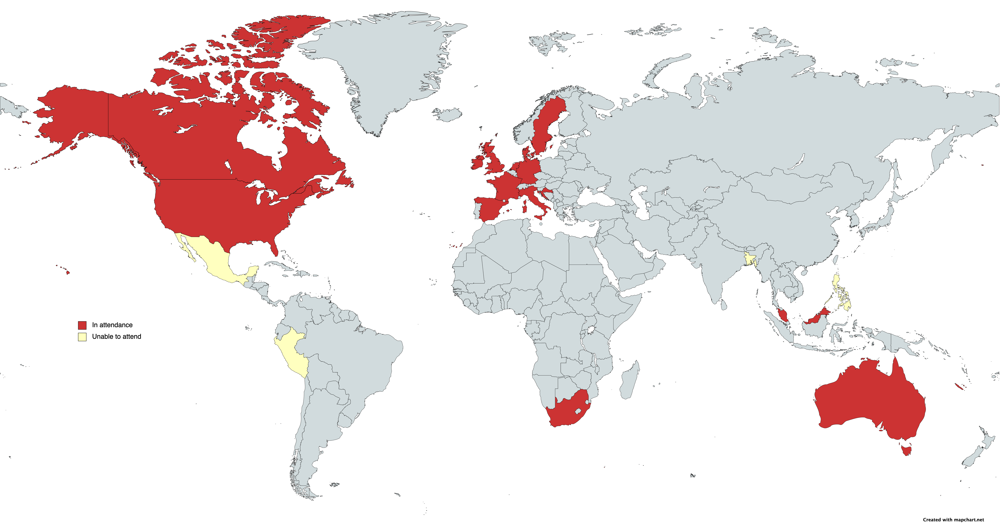 In attendance
Unable to attend
Created with mapchart.net